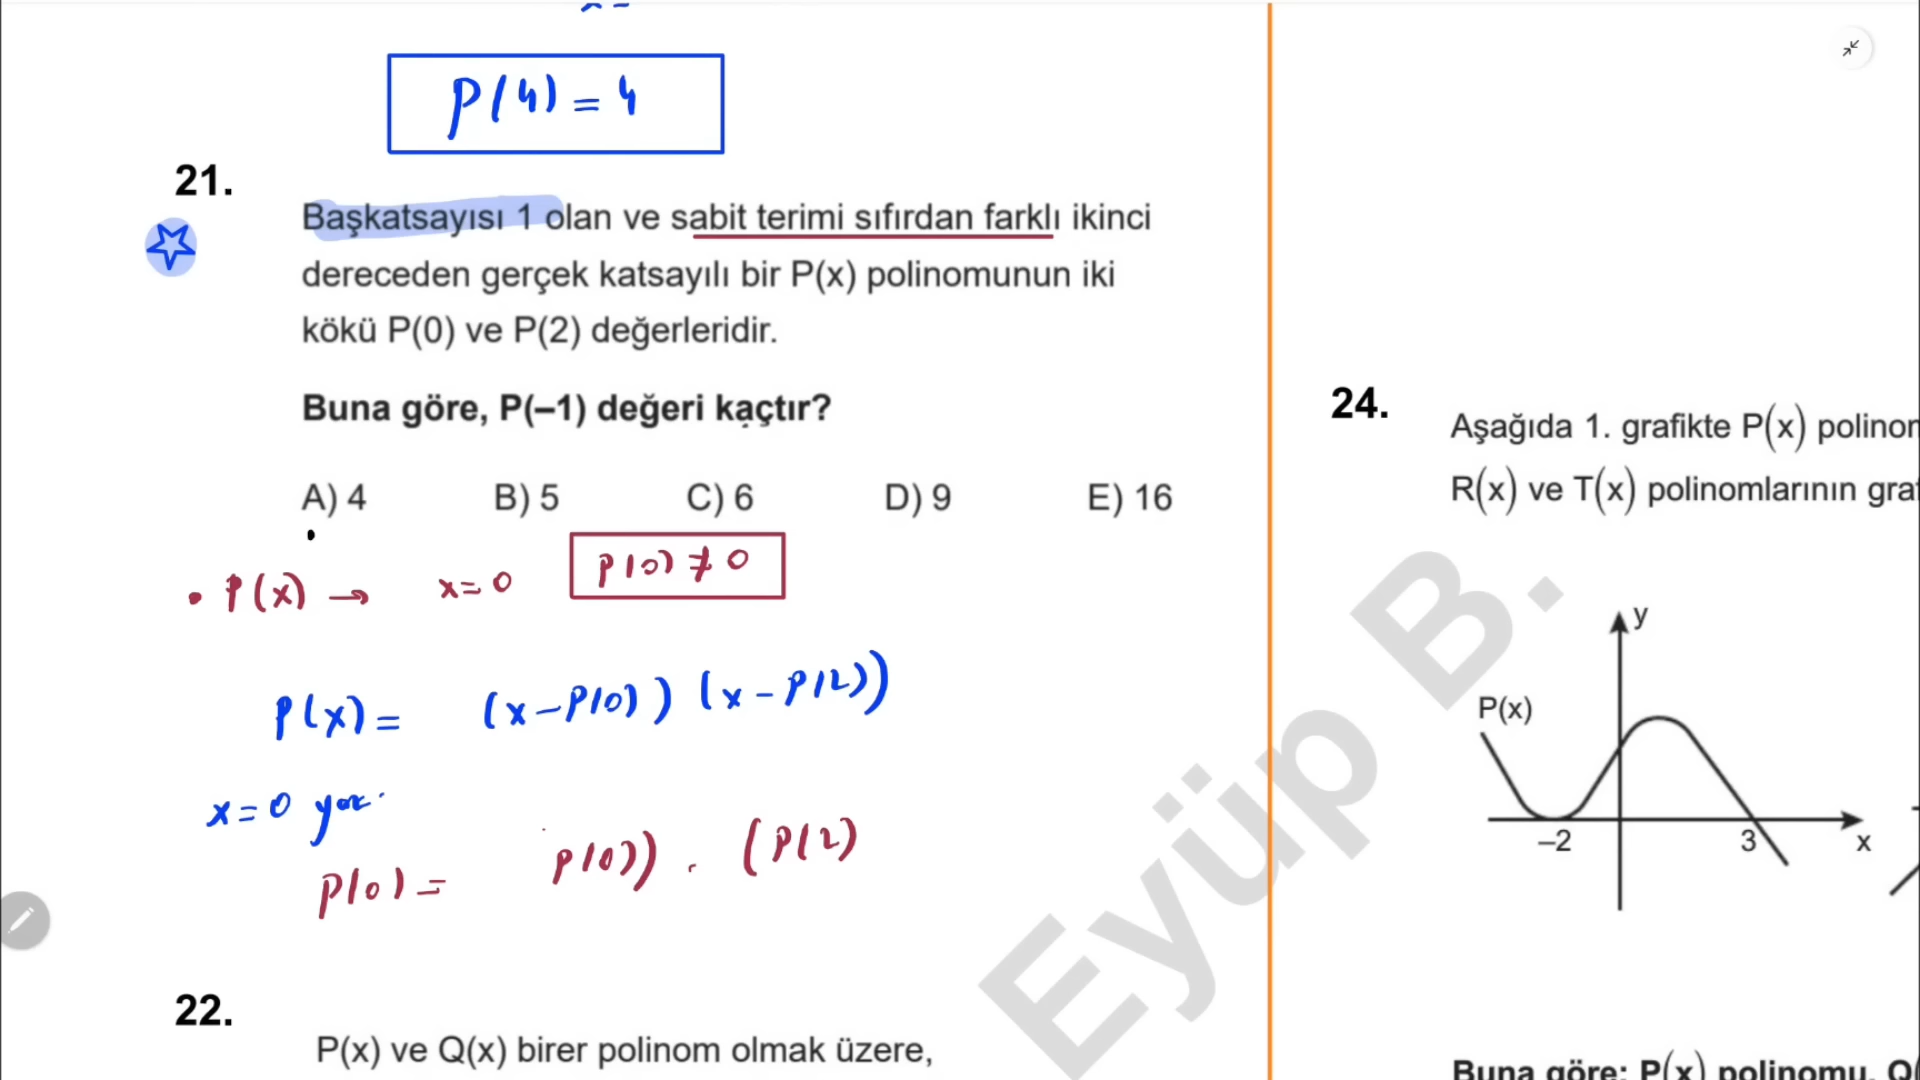 P(4) = 4
21.
Başkatsayısı 1 olan ve sabit terimi sıfırdan farklı ikinci
dereceden gerçek katsayılı bir P(x) polinomunun iki
kökü P(0) ve P(2) değerleridir.
Buna göre, P(–1) değeri kaçtır?
A) 4 B) 5 C) 6 D) 9 E) 16
• P(x) → x=0 P(0) ≠ 0
P(x) = (x-P(0)) (x-P(2))
x=0 yaz.
P(0) = P(0)) . (P(2)
22.
P(x) ve Q(x) birer polinom olmak üzere,
24.
Aşağıda 1. grafikte P(x)
R(x) ve T(x) polinomlarının
y
P(x)
–2
3
x
Buna göre; P(x) polinomu,
Eyüp B.